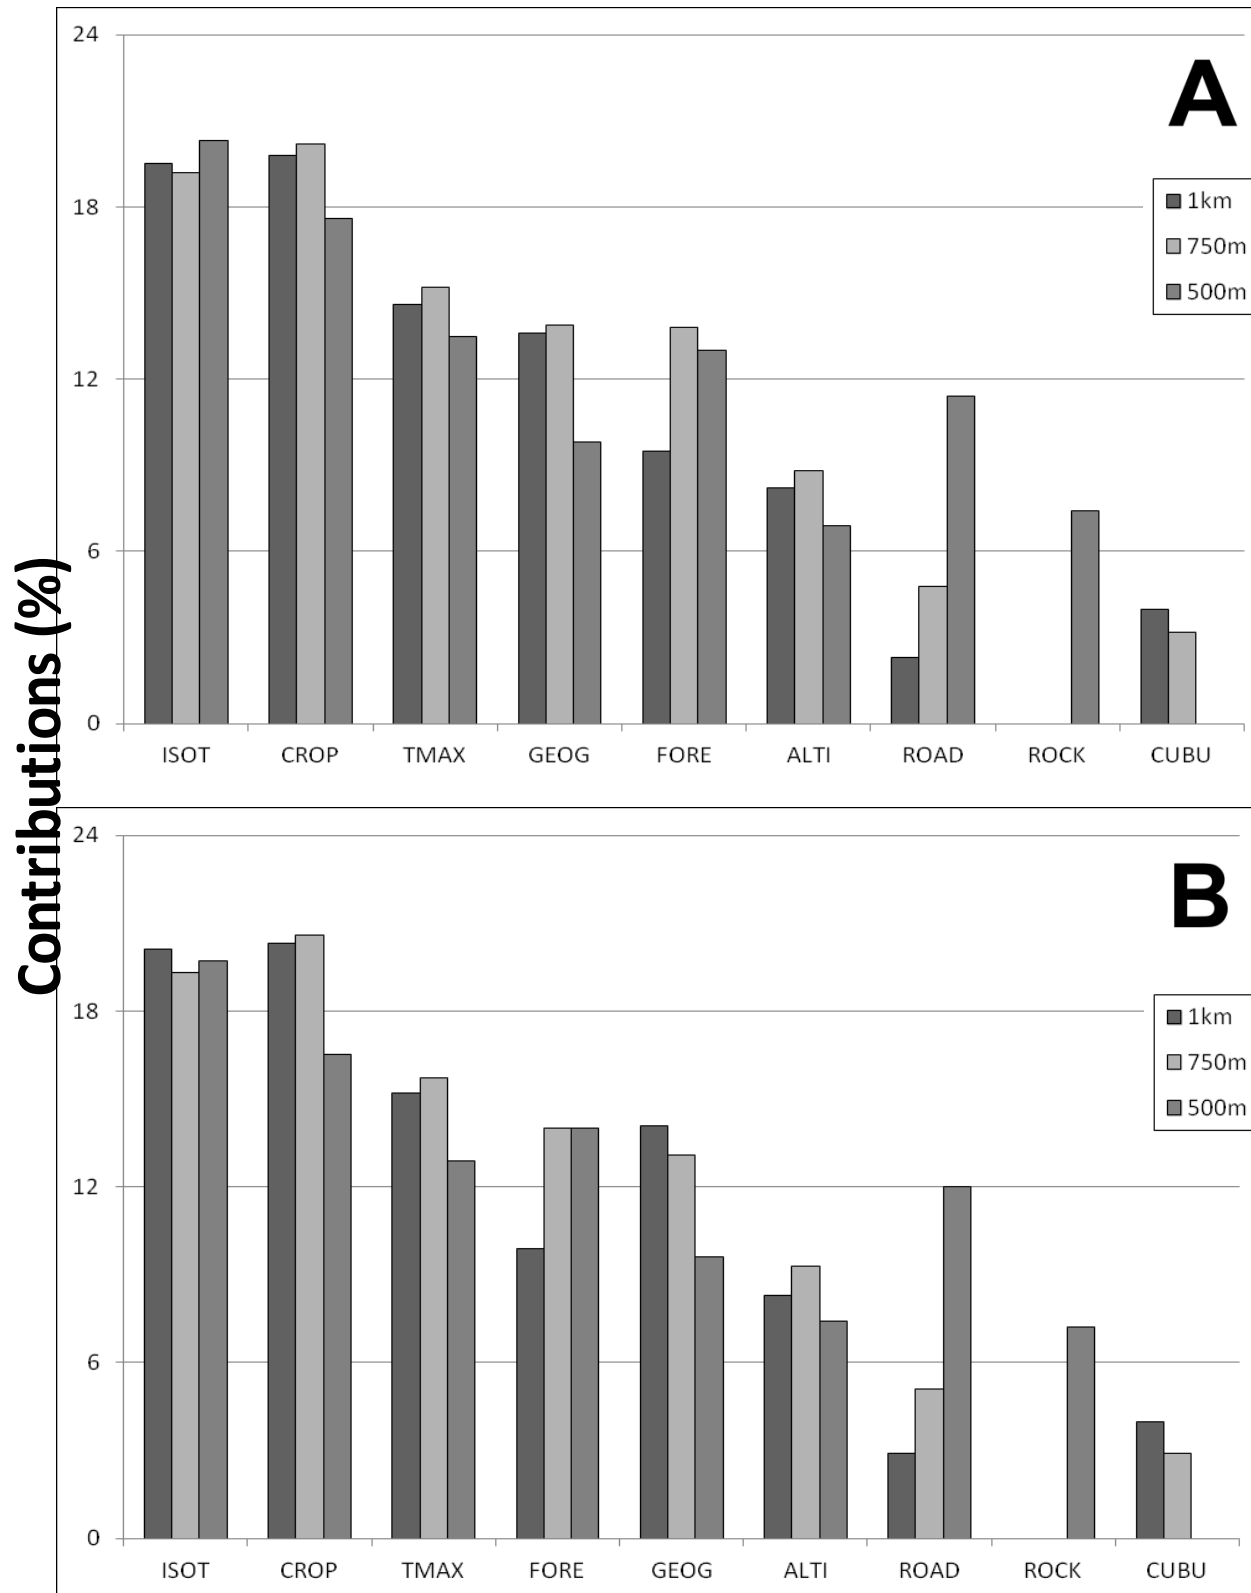 Contributions (%)
A
24
18
12
6
0
1km
750m
500m
ISOT CROP TMAX GEOG FORE ALTI ROAD ROCK CUBU
B
24
18
12
6
0
1km
750m
500m
ISOT CROP TMAX FORE GEOG ALTI ROAD ROCK CUBU